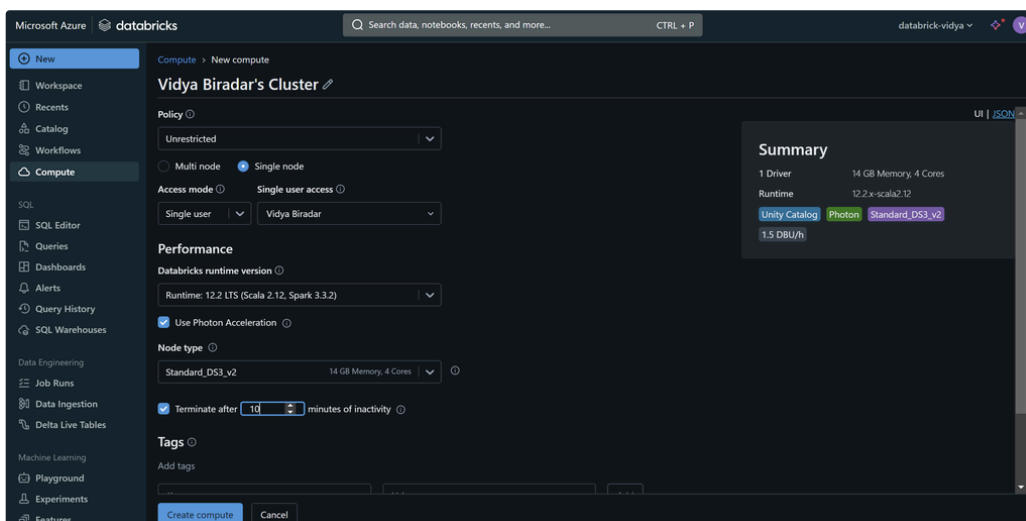 Microsoft Azure databricks Search data, notebooks, recents, and more... CTRL + P databrick-vidya V
New
Workspace
Recents
Catalog
Workflows
Compute
SQL
SQL Editor
Queries
Dashboards
Alerts
Query History
SQL Warehouses
Data Engineering
Job Runs
Data Ingestion
Delta Live Tables
Machine Learning
Playground
Experiments
Features
Compute > New compute
Vidya Biradar's Cluster
Policy
Unrestricted
Multi node Single node
Access mode Single user access
Single user Vidya Biradar
Performance
Databricks runtime version
Runtime: 12.2 LTS (Scala 2.12, Spark 3.3.2)
Use Photon Acceleration
Node type
Standard_DS3_v2 14 GB Memory, 4 Cores
Terminate after 10 minutes of inactivity
Tags
Add tags
Create compute Cancel
UI | JSON
Summary
1 Driver 14 GB Memory, 4 Cores
Runtime 12.2.x-scala2.12
Unity Catalog Photon Standard_DS3_v2
1.5 DBU/h